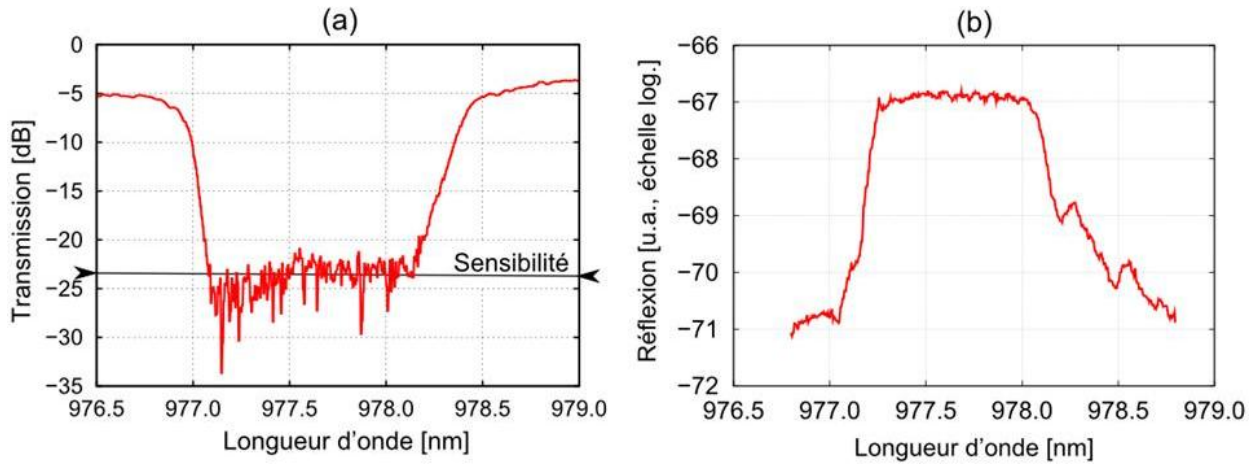 (a)
Transmission [dB]
0
−5
−10
−15
−20
−25
−30
−35
Sensibilité
976.5 977.0 977.5 978.0 978.5 979.0
Longueur d'onde [nm]
(b)
Réflexion [u.a., échelle log.]
−66
−67
−68
−69
−70
−71
−72
976.5 977.0 977.5 978.0 978.5 979.0
Longueur d'onde [nm]